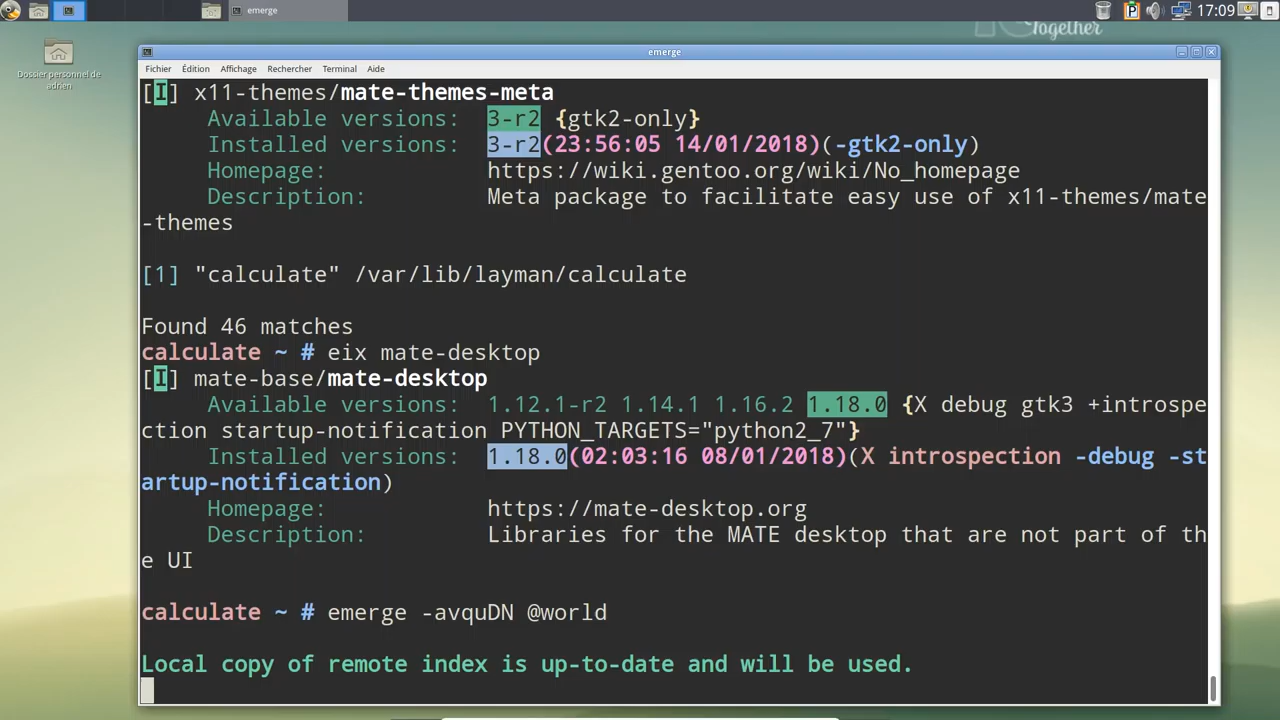 emerge
17:09
Together
Dossier personnel de
adrien
emerge
Fichier Édition Affichage Rechercher Terminal Aide
[I] x11-themes/mate-themes-meta
Available versions: 3-r2 {gtk2-only}
Installed versions: 3-r2(23:56:05 14/01/2018)(-gtk2-only)
Homepage: https://wiki.gentoo.org/wiki/No_homepage
Description: Meta package to facilitate easy use of x11-themes/mate
-themes
[1] "calculate" /var/lib/layman/calculate
Found 46 matches
calculate ~ # eix mate-desktop
[I] mate-base/mate-desktop
Available versions: 1.12.1-r2 1.14.1 1.16.2 1.18.0 {X debug gtk3 +introspe
ction startup-notification PYTHON_TARGETS="python2_7"}
Installed versions: 1.18.0(02:03:16 08/01/2018)(X introspection -debug -st
artup-notification)
Homepage: https://mate-desktop.org
Description: Libraries for the MATE desktop that are not part of th
e UI
calculate ~ # emerge -avquDN @world
Local copy of remote index is up-to-date and will be used.